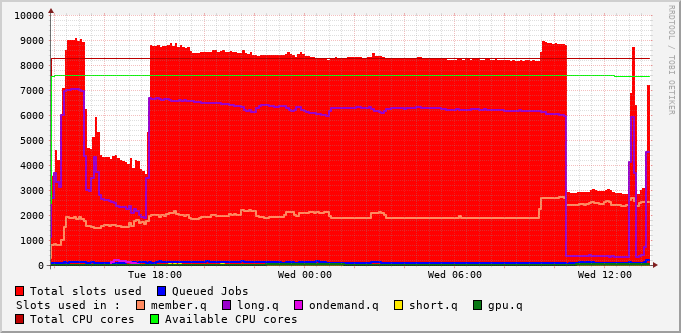 10000
9000
8000
7000
6000
5000
4000
3000
2000
1000
0
Tue 18:00 Wed 00:00 Wed 06:00 Wed 12:00
RRDTOOL / TOBI OETIKER
Total slots used Queued Jobs
Slots used in : member.q long.q ondemand.q short.q gpu.q
Total CPU cores Available CPU cores